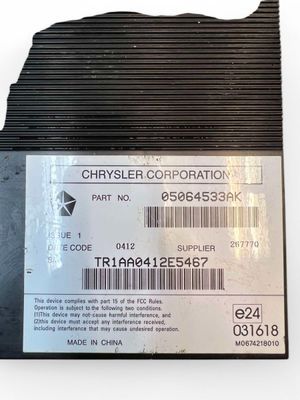 CHRYSLER CORPORATION
PART NO. 05064533AK
ISSUE 1
DATE CODE 0412 SUPPLIER 267770
TR1AA0412E5467
This device complies with part 15 of the FCC Rules.
Operation is subject to the following two conditions.
(1)This device may not cause harmful interference, and
(2)this device must accept any interference received,
including interference that may cause undesired operation.
e24
031618
MADE IN CHINA M0674218010